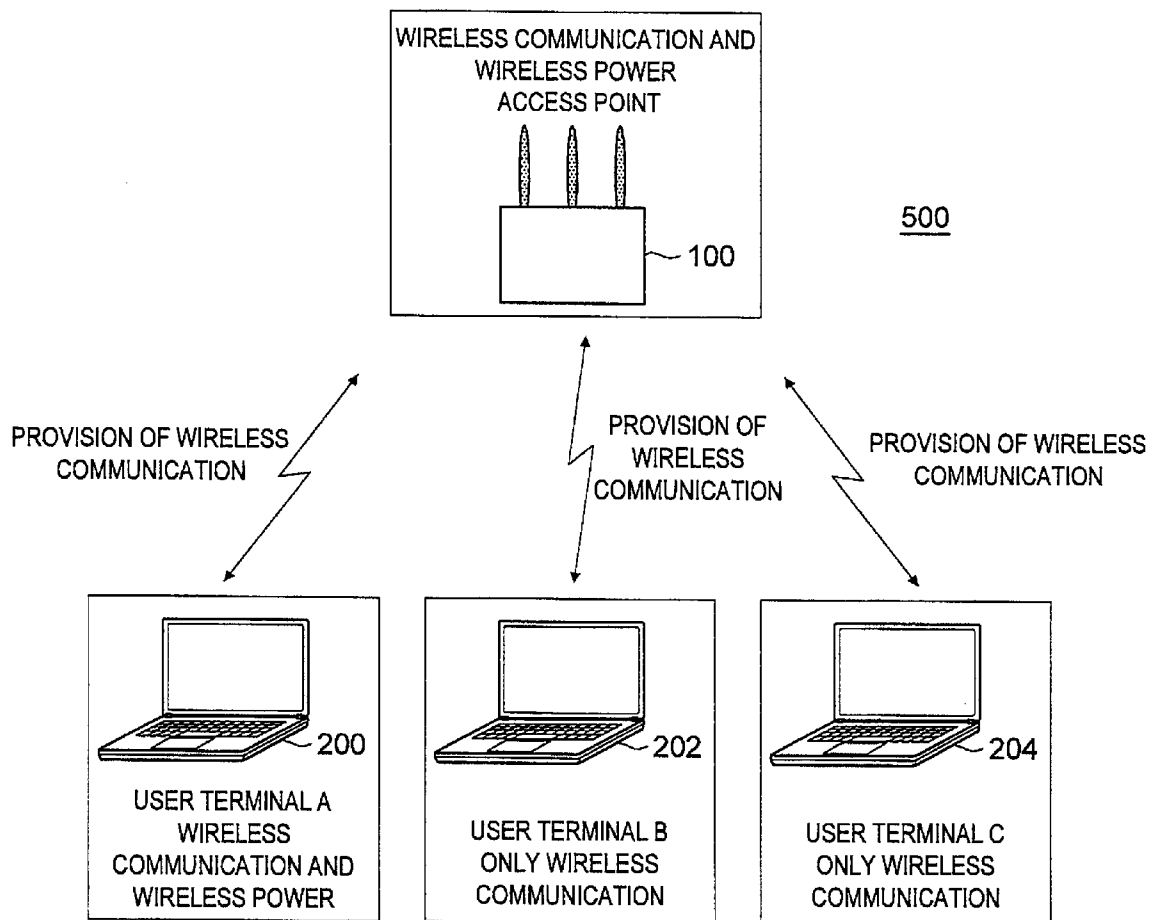 WIRELESS COMMUNICATION AND
WIRELESS POWER
ACCESS POINT
500
100
PROVISION OF WIRELESS
COMMUNICATION
PROVISION OF
WIRELESS
COMMUNICATION
PROVISION OF WIRELESS
COMMUNICATION
200
USER TERMINAL A
WIRELESS
COMMUNICATION AND
WIRELESS POWER
202
USER TERMINAL B
ONLY WIRELESS
COMMUNICATION
204
USER TERMINAL C
ONLY WIRELESS
COMMUNICATION